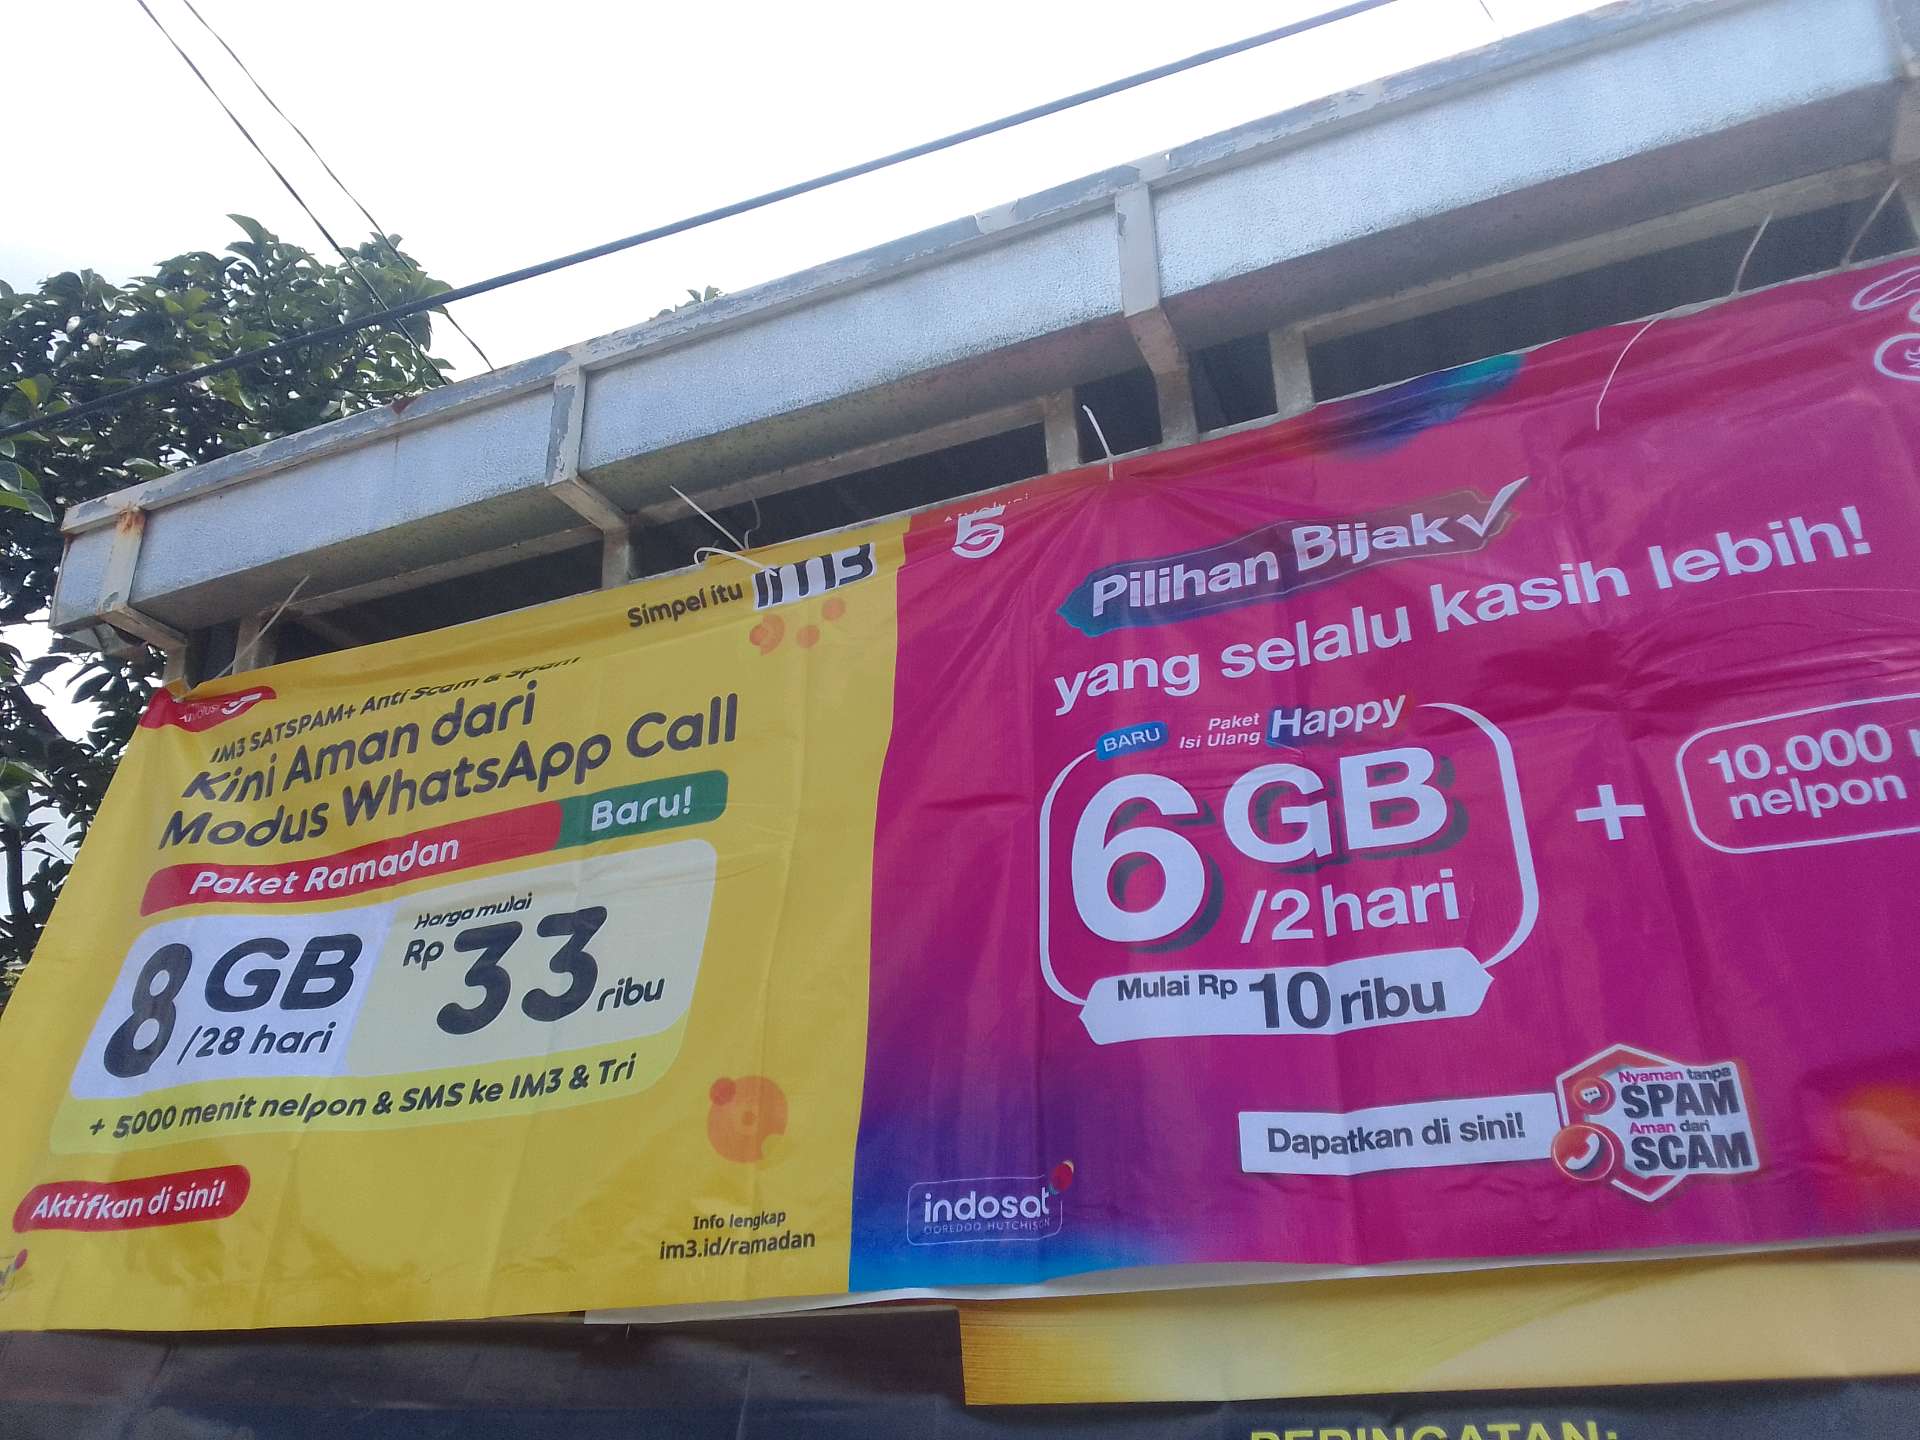 Simpel itu IM3
IM3 SATSPAM+ Anti Scam & Spam
Kini Aman dari
Modus WhatsApp Call
Paket Ramadan Baru!
8 GB
/28 hari
Harga mulai
Rp 33 ribu
+ 5000 menit nelpon & SMS ke IM3 & Tri
Aktifkan di sini!
Info lengkap
im3.id/ramadan
Pilihan Bijak
yang selalu kasih lebih!
BARU
Paket
Isi Ulang Happy
6 GB
/2 hari
Mulai Rp 10 ribu
+
10.000
nelpon
Dapatkan di sini!
Nyaman tanpa
SPAM
Aman dari
SCAM
indosat
OOREDOO HUTCHISON
PERINGATAN: